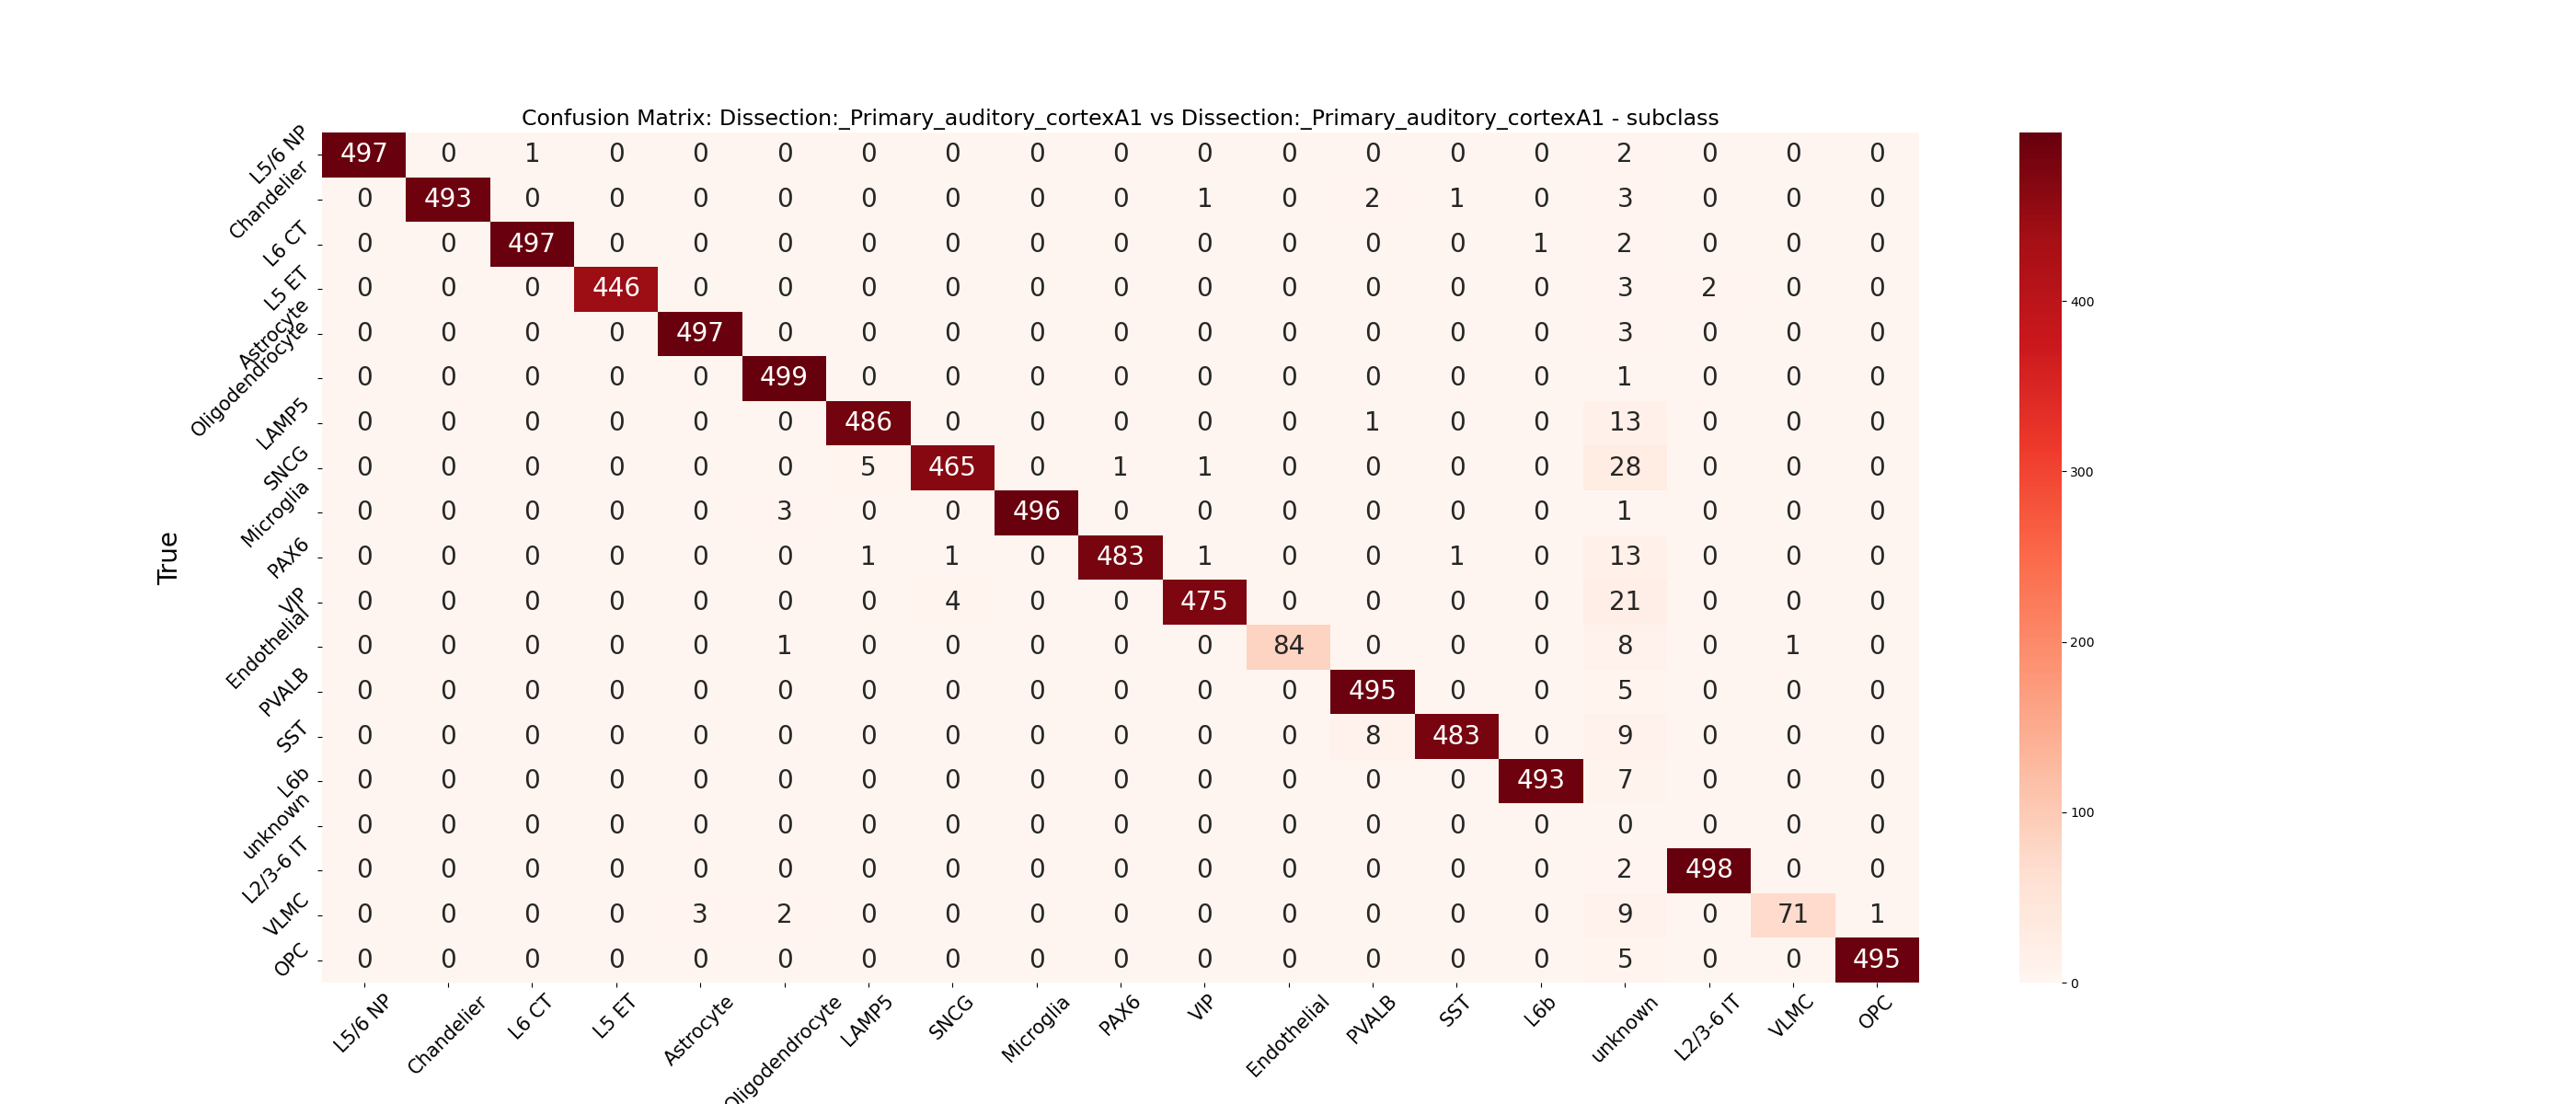 Confusion Matrix: Dissection:_Primary_auditory_cortexA1 vs Dissection:_Primary_auditory_cortexA1 - subclass
True
L5/6 NP 497 0 1 0 0 0 0 0 0 0 0 0 0 0 0 2 0 0 0
Chandelier 0 493 0 0 0 0 0 0 0 0 1 0 2 1 0 3 0 0 0
L6 CT 0 0 497 0 0 0 0 0 0 0 0 0 0 0 1 2 0 0 0
L5 ET 0 0 0 446 0 0 0 0 0 0 0 0 0 0 0 3 2 0 0
Astrocyte 0 0 0 0 497 0 0 0 0 0 0 0 0 0 0 3 0 0 0
Oligodendrocyte 0 0 0 0 0 499 0 0 0 0 0 0 0 0 0 1 0 0 0
LAMP5 0 0 0 0 0 0 486 0 0 0 0 0 1 0 0 13 0 0 0
SNCG 0 0 0 0 0 0 5 465 0 1 1 0 0 0 0 28 0 0 0
Microglia 0 0 0 0 0 3 0 0 496 0 0 0 0 0 0 1 0 0 0
PAX6 0 0 0 0 0 0 1 1 0 483 1 0 0 1 0 13 0 0 0
VIP 0 0 0 0 0 0 0 4 0 0 475 0 0 0 0 21 0 0 0
Endothelial 0 0 0 0 0 1 0 0 0 0 0 84 0 0 0 8 0 1 0
PVALB 0 0 0 0 0 0 0 0 0 0 0 0 495 0 0 5 0 0 0
SST 0 0 0 0 0 0 0 0 0 0 0 0 8 483 0 9 0 0 0
L6b 0 0 0 0 0 0 0 0 0 0 0 0 0 0 493 7 0 0 0
unknown 0 0 0 0 0 0 0 0 0 0 0 0 0 0 0 0 0 0 0
L2/3-6 IT 0 0 0 0 0 0 0 0 0 0 0 0 0 0 0 2 498 0 0
VLMC 0 0 0 0 3 2 0 0 0 0 0 0 0 0 0 9 0 71 1
OPC 0 0 0 0 0 0 0 0 0 0 0 0 0 0 0 5 0 0 495
L5/6 NP Chandelier L6 CT L5 ET Astrocyte Oligodendrocyte LAMP5 SNCG Microglia PAX6 VIP Endothelial PVALB SST L6b unknown L2/3-6 IT VLMC OPC
400
300
200
100
0